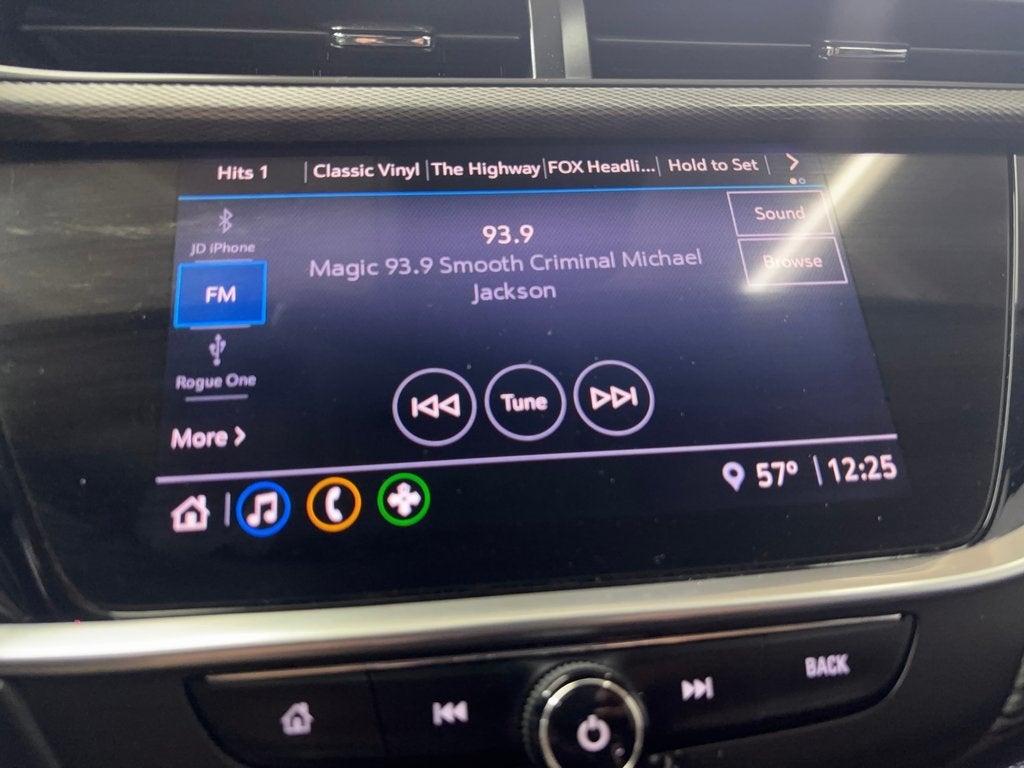 Hits 1 | Classic Vinyl | The Highway | FOX Headli... | Hold to Set |
JD iPhone
FM
Rogue One
More
93.9
Magic 93.9 Smooth Criminal Michael
Jackson
Sound
Browse
Tune
57° | 12:25
BACK